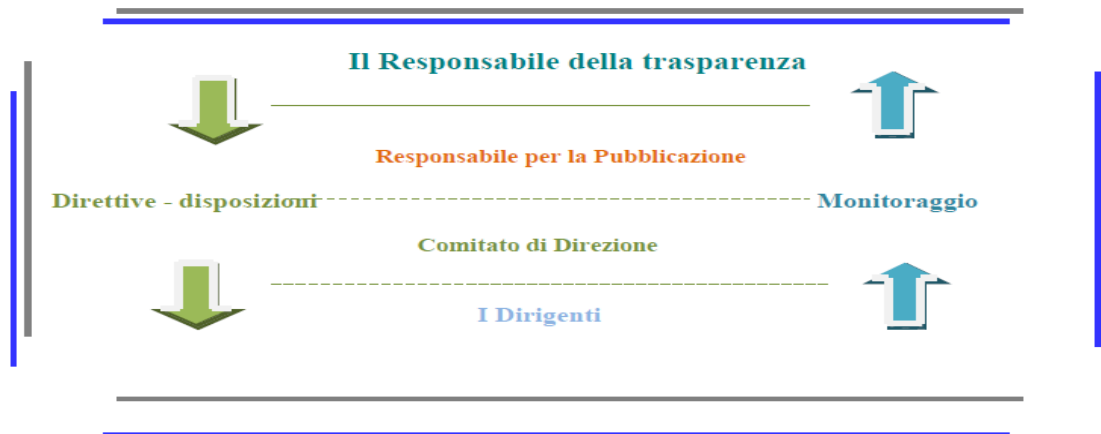 Il Responsabile della trasparenza
Responsabile per la Pubblicazione
Direttive - disposizioni
Monitoraggio
Comitato di Direzione
I Dirigenti